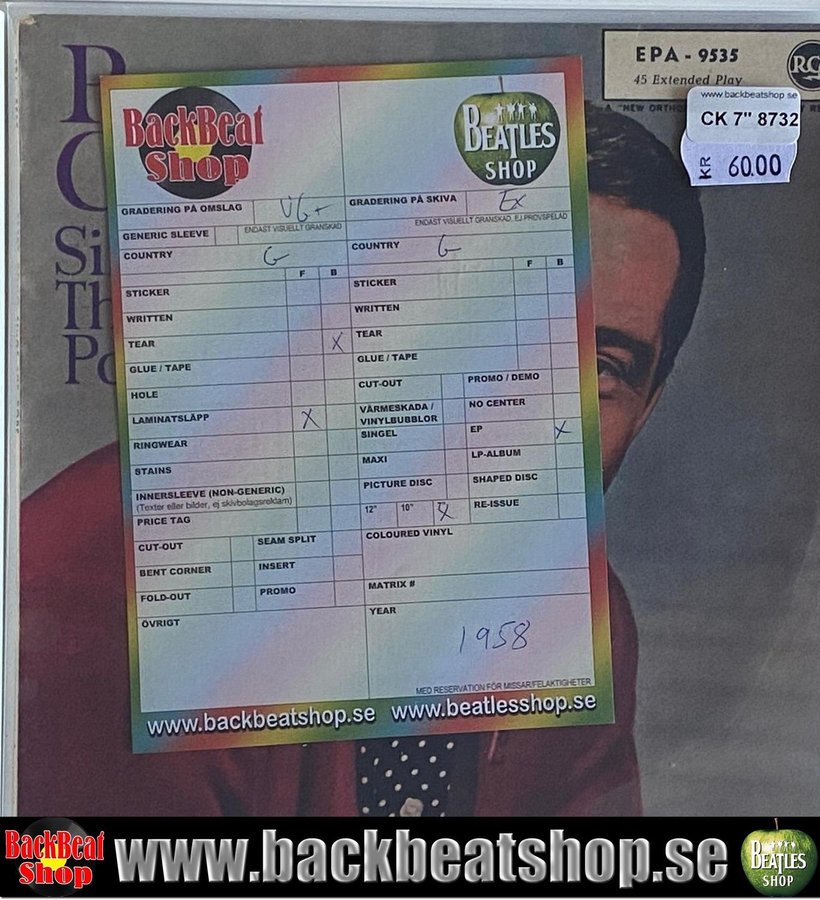 EPA - 9535
45 Extended Play
www.backbeatshop.se
CK 7" 8732
KR 60.00
BackBeat
Shop
BEATLES
SHOP
GRADERING PÅ OMSLAG VG+
GRADERING PÅ SKIVA Ex
ENDAST VISUELLT GRANSKAD
ENDAST VISUELLT GRANSKAD, EJ PROVSPELAD
GENERIC SLEEVE
COUNTRY G
COUNTRY G
F B
F B
STICKER
STICKER
WRITTEN
WRITTEN
TEAR X
TEAR
GLUE / TAPE
GLUE / TAPE
HOLE
CUT-OUT
PROMO / DEMO
LAMINATSLÄPP X
VÄRMESKADA /
VINYLBUBBLOR
NO CENTER
RINGWEAR
SINGEL
EP X
STAINS
MAXI
LP-ALBUM
INNERSLEEVE (NON-GENERIC)
(Texter eller bilder, ej skivbolagsreklam)
PICTURE DISC
SHAPED DISC
PRICE TAG
12" 10" 7" X
RE-ISSUE
CUT-OUT
SEAM SPLIT
COLOURED VINYL
BENT CORNER
INSERT
FOLD-OUT
PROMO
MATRIX #
ÖVRIGT
YEAR
1958
MED RESERVATION FÖR MISSAR/FELAKTIGHETER
www.backbeatshop.se www.beatlesshop.se
BackBeat
Shop
www.backbeatshop.se
BEATLES
SHOP